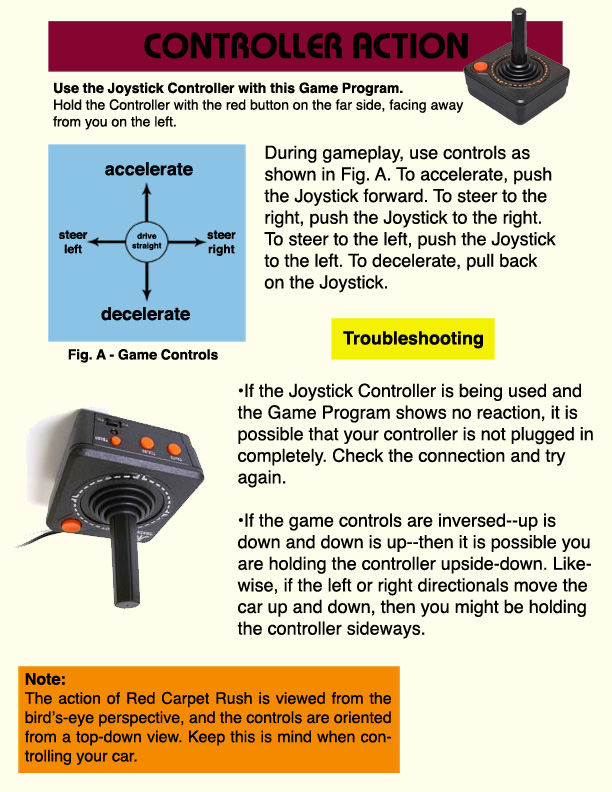 CONTROLLER ACTION
Use the Joystick Controller with this Game Program.
Hold the Controller with the red button on the far side, facing away
from you on the left.
accelerate
steer
left
drive
straight
steer
right
decelerate
Fig. A - Game Controls
During gameplay, use controls as
shown in Fig. A. To accelerate, push
the Joystick forward. To steer to the
right, push the Joystick to the right.
To steer to the left, push the Joystick
to the left. To decelerate, pull back
on the Joystick.
Troubleshooting
•If the Joystick Controller is being used and
the Game Program shows no reaction, it is
possible that your controller is not plugged in
completely. Check the connection and try
again.
•If the game controls are inversed--up is
down and down is up--then it is possible you
are holding the controller upside-down. Like-
wise, if the left or right directionals move the
car up and down, then you might be holding
the controller sideways.
Note:
The action of Red Carpet Rush is viewed from the
bird's-eye perspective, and the controls are oriented
from a top-down view. Keep this is mind when con-
trolling your car.